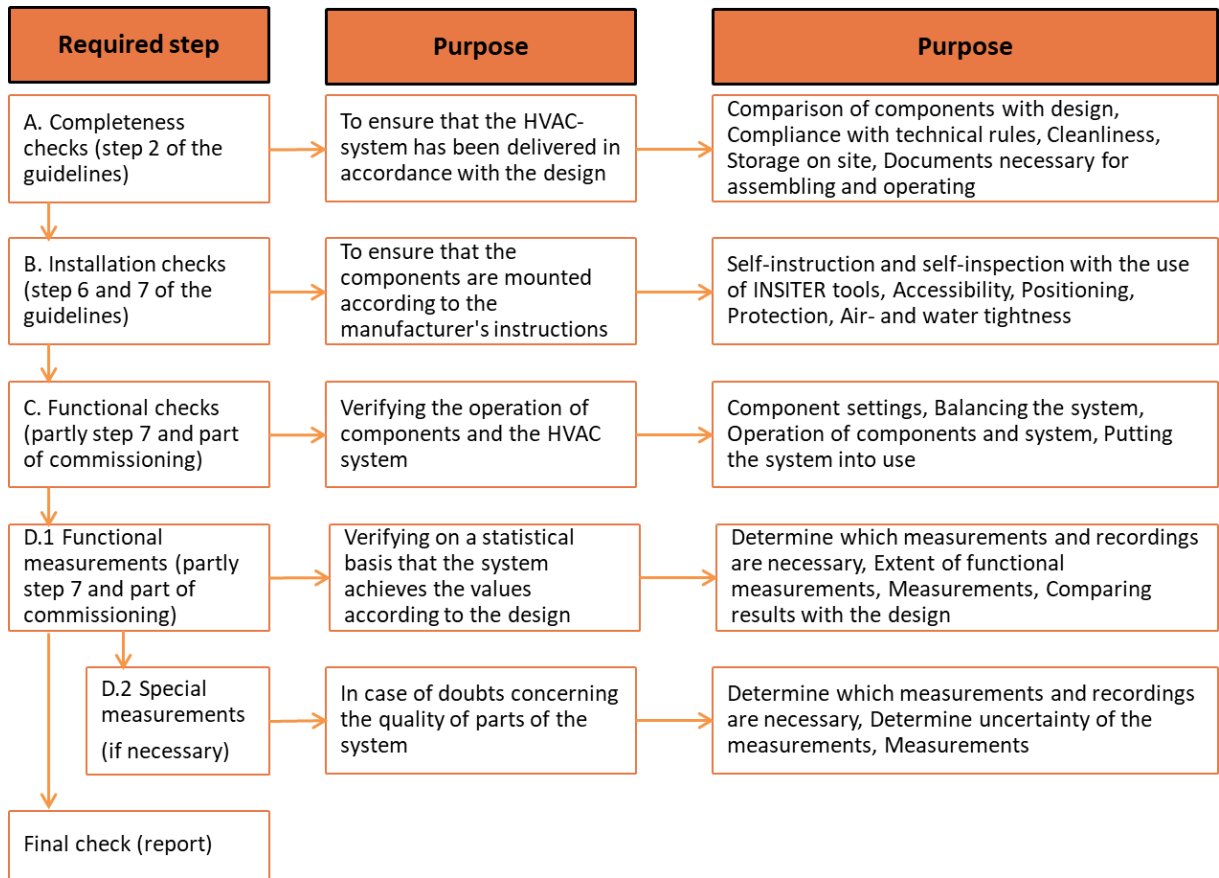 Required step
Purpose
Purpose
A. Completeness
checks (step 2 of the
guidelines)
To ensure that the HVAC-
system has been delivered in
accordance with the design
Comparison of components with design,
Compliance with technical rules, Cleanliness,
Storage on site, Documents necessary for
assembling and operating
B. Installation checks
(step 6 and 7 of the
guidelines)
To ensure that the
components are mounted
according to the
manufacturer's instructions
Self-instruction and self-inspection with the use
of INSITER tools, Accessibility, Positioning,
Protection, Air- and water tightness
C. Functional checks
(partly step 7 and part
of commissioning)
Verifying the operation of
components and the HVAC
system
Component settings, Balancing the system,
Operation of components and system, Putting
the system into use
D.1 Functional
measurements (partly
step 7 and part of
commissioning)
Verifying on a statistical
basis that the system
achieves the values
according to the design
Determine which measurements and recordings
are necessary, Extent of functional
measurements, Measurements, Comparing
results with the design
D.2 Special
measurements
(if necessary)
In case of doubts concerning
the quality of parts of the
system
Determine which measurements and recordings
are necessary, Determine uncertainty of the
measurements, Measurements
Final check (report)